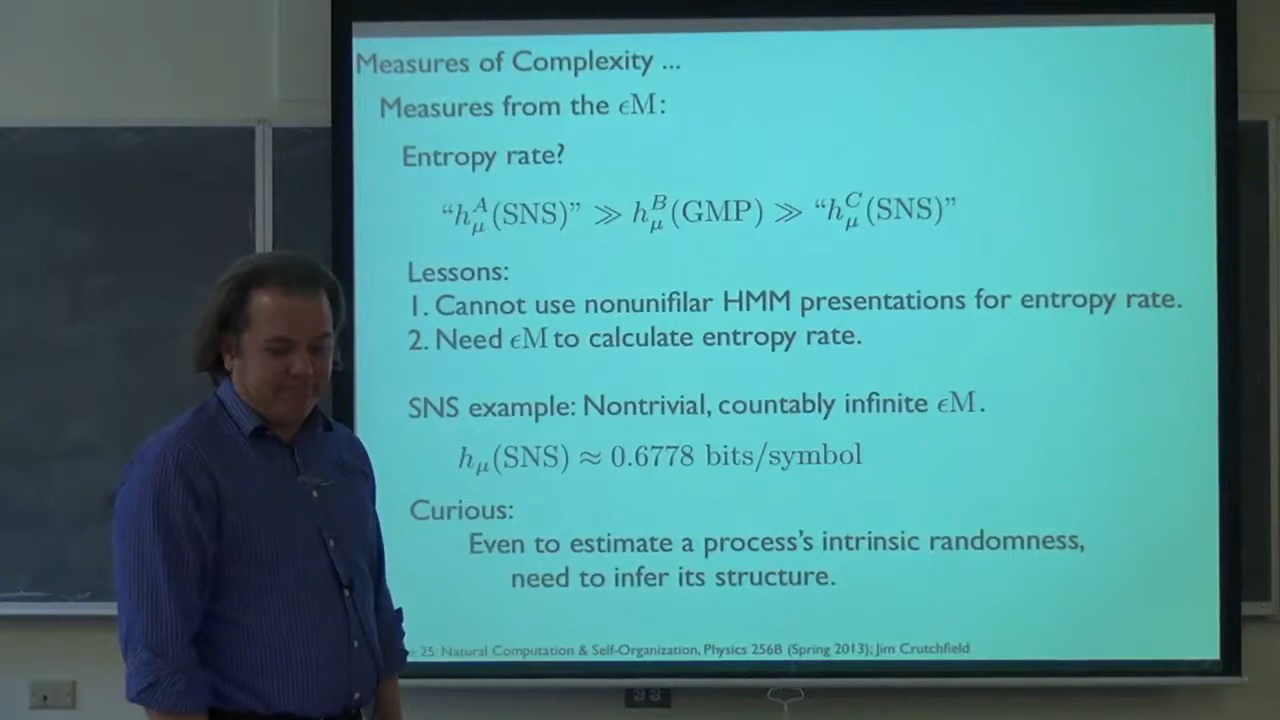 Measures of Complexity ...
Measures from the ϵM:
Entropy rate?
“h_μ^A(SNS)” ≫ h_μ^B(GMP) ≫ “h_μ^C(SNS)”
Lessons:
1. Cannot use nonunifilar HMM presentations for entropy rate.
2. Need ϵM to calculate entropy rate.
SNS example: Nontrivial, countably infinite ϵM.
h_μ(SNS) ≈ 0.6778 bits/symbol
Curious:
Even to estimate a process's intrinsic randomness,
need to infer its structure.
25: Natural Computation & Self-Organization, Physics 256B (Spring 2013); Jim Crutchfield